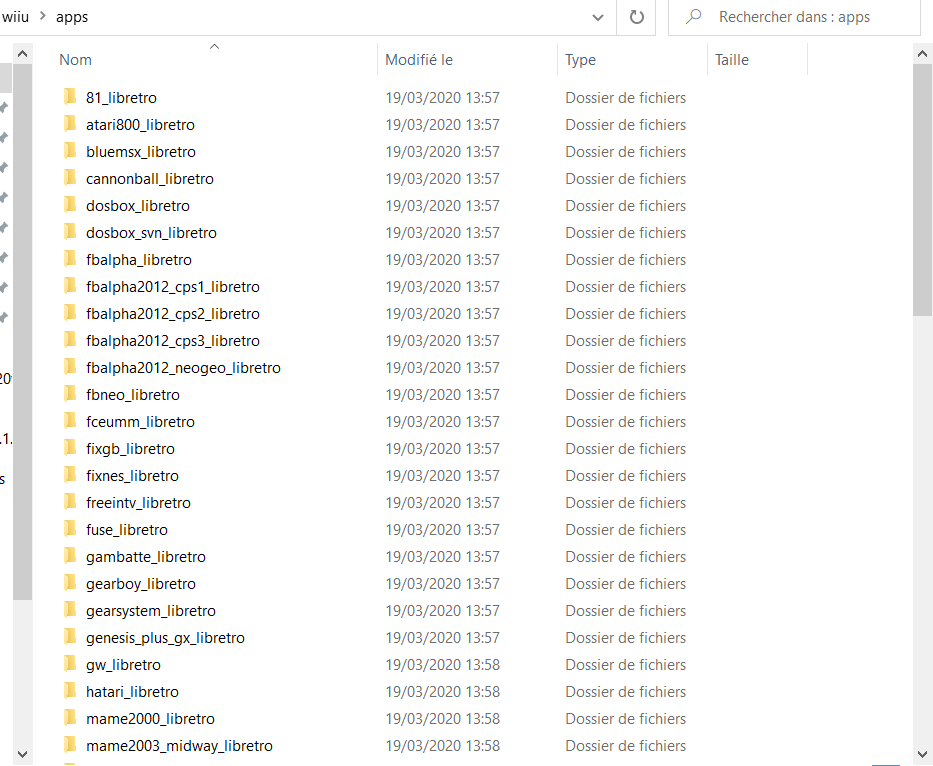 wiiu > apps
Rechercher dans : apps
Nom Modifié le Type Taille
81_libretro 19/03/2020 13:57 Dossier de fichiers
atari800_libretro 19/03/2020 13:57 Dossier de fichiers
bluemsx_libretro 19/03/2020 13:57 Dossier de fichiers
cannonball_libretro 19/03/2020 13:57 Dossier de fichiers
dosbox_libretro 19/03/2020 13:57 Dossier de fichiers
dosbox_svn_libretro 19/03/2020 13:57 Dossier de fichiers
fbalpha_libretro 19/03/2020 13:57 Dossier de fichiers
fbalpha2012_cps1_libretro 19/03/2020 13:57 Dossier de fichiers
fbalpha2012_cps2_libretro 19/03/2020 13:57 Dossier de fichiers
fbalpha2012_cps3_libretro 19/03/2020 13:57 Dossier de fichiers
fbalpha2012_neogeo_libretro 19/03/2020 13:57 Dossier de fichiers
fbneo_libretro 19/03/2020 13:57 Dossier de fichiers
fceumm_libretro 19/03/2020 13:57 Dossier de fichiers
fixgb_libretro 19/03/2020 13:57 Dossier de fichiers
fixnes_libretro 19/03/2020 13:57 Dossier de fichiers
freeintv_libretro 19/03/2020 13:57 Dossier de fichiers
fuse_libretro 19/03/2020 13:57 Dossier de fichiers
gambatte_libretro 19/03/2020 13:57 Dossier de fichiers
gearboy_libretro 19/03/2020 13:57 Dossier de fichiers
gearsystem_libretro 19/03/2020 13:57 Dossier de fichiers
genesis_plus_gx_libretro 19/03/2020 13:57 Dossier de fichiers
gw_libretro 19/03/2020 13:58 Dossier de fichiers
hatari_libretro 19/03/2020 13:58 Dossier de fichiers
mame2000_libretro 19/03/2020 13:58 Dossier de fichiers
mame2003_midway_libretro 19/03/2020 13:58 Dossier de fichiers